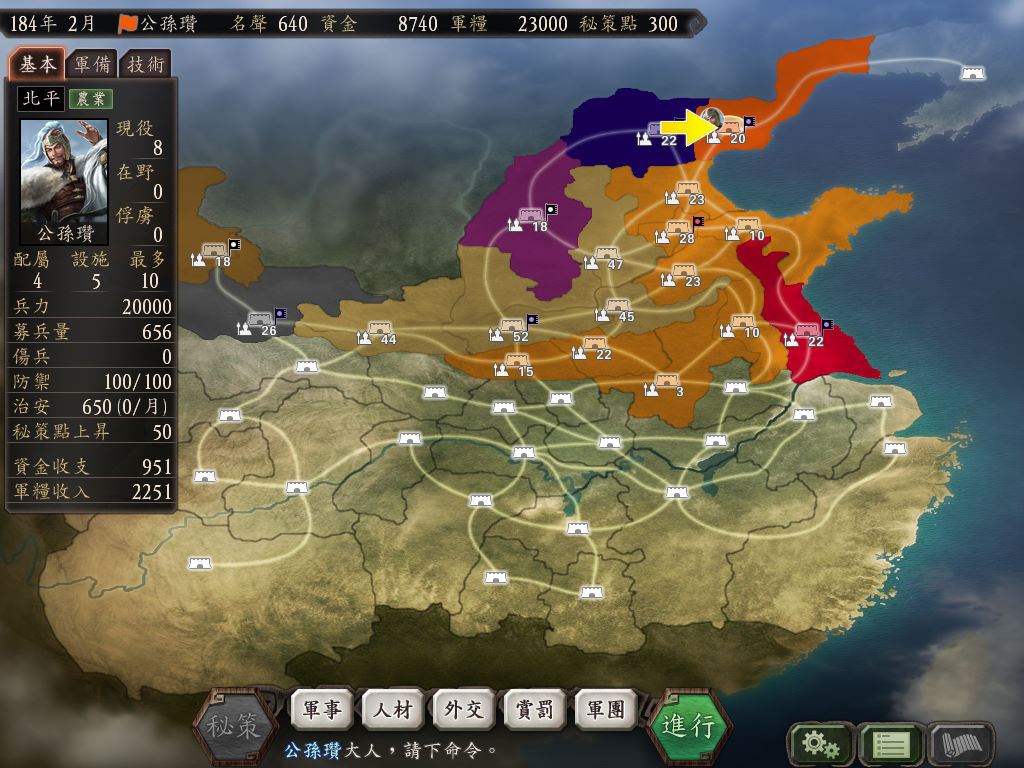 184年 2月 公孫瓚 名聲 640 資金 8740 軍糧 23000 秘策點 300
基本 軍備 技術
北平 農業
現役
8
在野
0
俘虜
0
公孫瓚
配屬 設施 最多
4 5 10
兵力 20000
募兵量 656
傷兵 0
防禦 100/100
治安 650(0/月)
秘策點上昇 50
資金收支 951
軍糧收入 2251
22
20
23
18
28
10
47
23
18
45
26
44
52
10
22
22
15
3
秘策 軍事 人材 外交 賞罰 軍團 進行
公孫瓚大人，請下命令。